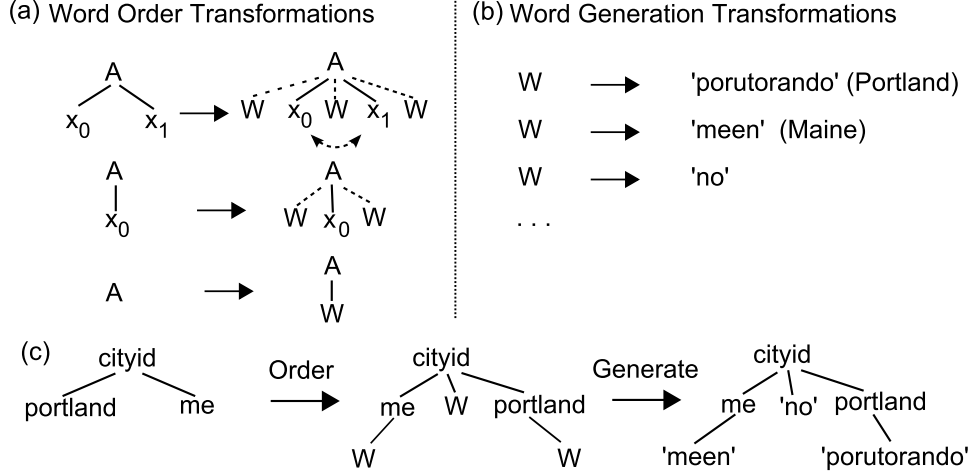 (a) Word Order Transformations
A
x0 x1
A
W x0 W x1 W
A
x0
A
W x0 W
A
A
W
(b) Word Generation Transformations
W 'porutorando' (Portland)
W 'meen' (Maine)
W 'no'
. . .
(c)
cityid
portland me
Order
cityid
me W portland
W W
Generate
cityid
me 'no' portland
'meen' 'porutorando'